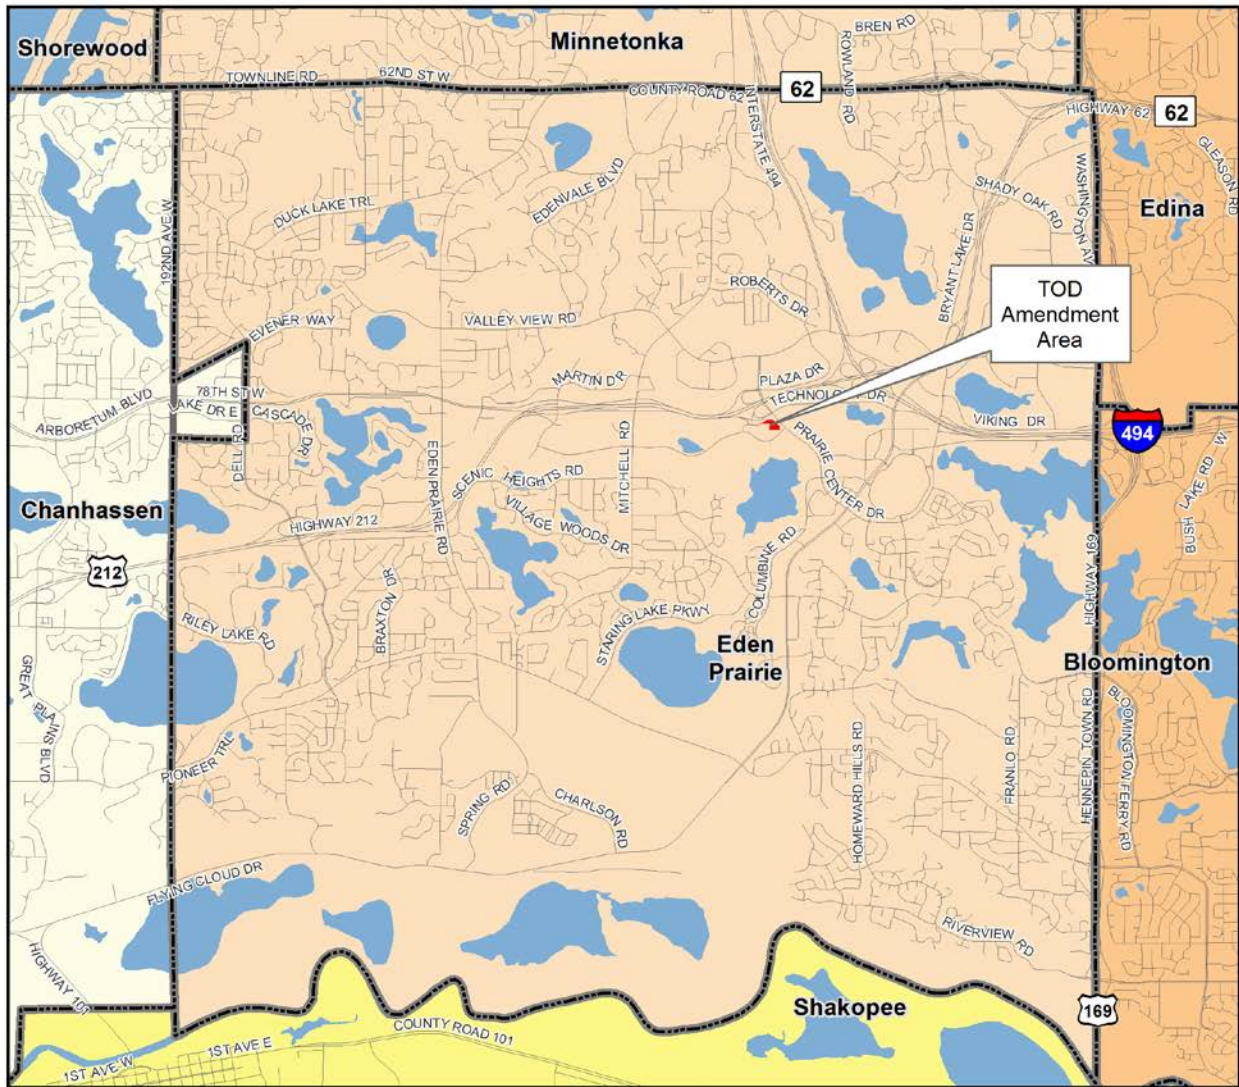 Shorewood
Minnetonka
BREN RD
ROWLAND RD
TOWNLINE RD
62ND ST W
COUNTY ROAD 62
62
INTERSTATE 494
HIGHWAY 62
62
GLEASON RD
192ND AVE W
EDENVALE BLVD
DUCK LAKE TRL
SHADY OAK RD
WASHINGTON AV
Edina
BRYANT LAKE DR
ROBERTS DR
TOD
Amendment
Area
EVENER WAY
VALLEY VIEW RD
MARTIN DR
PLAZA DR
TECHNOLOGY DR
78TH ST W
LAKE DR E
CASCADE DR
ARBORETUM BLVD
DELL RD
VIKING DR
494
EDEN PRAIRIE RD
SCENIC HEIGHTS RD
MITCHELL RD
PRAIRIE CENTER DR
BUSH LAKE RD W
Chanhassen
HIGHWAY 212
VILLAGE WOODS DR
212
COLUMBINE RD
HIGHWAY 169
BRAXTON DR
RILEY LAKE RD
STARING LAKE PKWY
Eden
Prairie
Bloomington
GREAT PLAINS BLVD
BLOOMINGTON FERRY RD
HENNEPIN TOWN RD
PIONEER TRL
HOMEWARD HILLS RD
FRANLO RD
SPRING RD
CHARLSON RD
FLYING CLOUD DR
RIVERVIEW RD
HIGHWAY 101
Shakopee
169
COUNTY ROAD 101
1ST AVE E
1ST AVE W